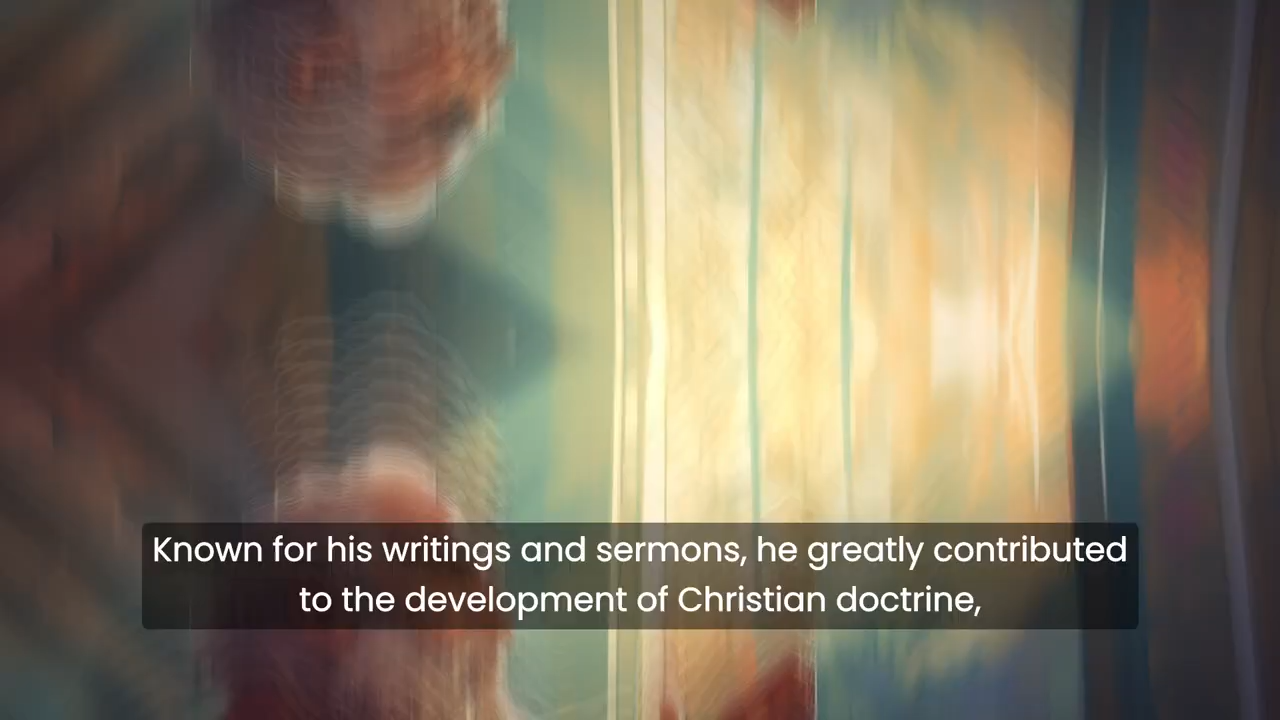 Known for his writings and sermons, he greatly contributed
to the development of Christian doctrine,